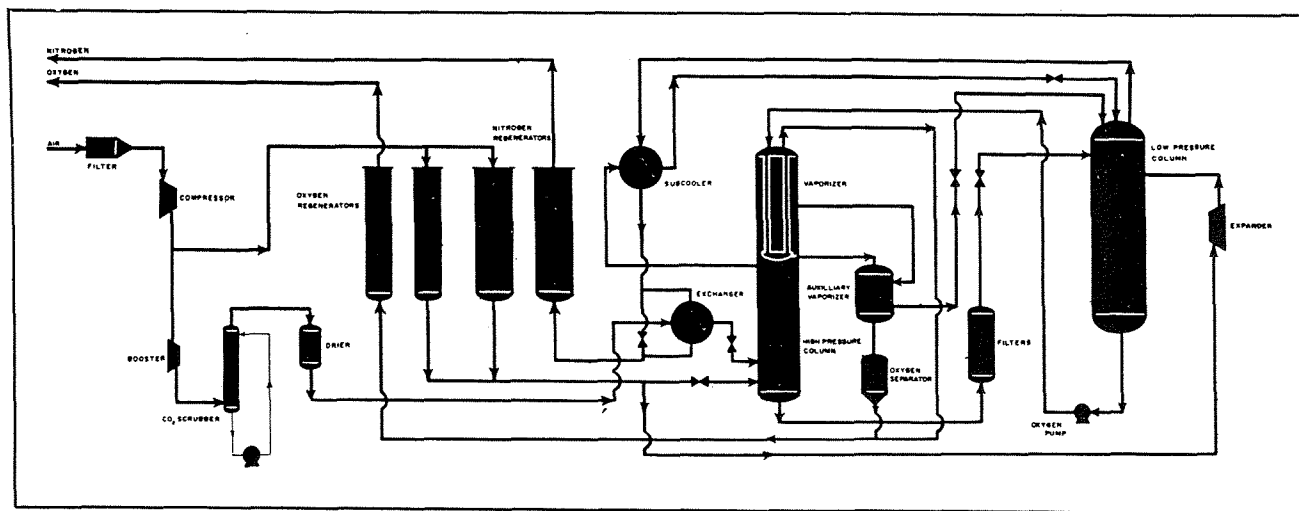 NITROGEN
OXYGEN
AIR
FILTER
COMPRESSOR
BOOSTER
CO₂ SCRUBBER
DRIER
OXYGEN
REGENERATORS
NITROGEN
REGENERATORS
SUBCOOLER
EXCHANGER
VAPORIZER
AUXILLIARY
VAPORIZER
HIGH PRESSURE
COLUMN
OXYGEN
SEPARATOR
FILTERS
OXYGEN
PUMP
LOW PRESSURE
COLUMN
EXPANDER